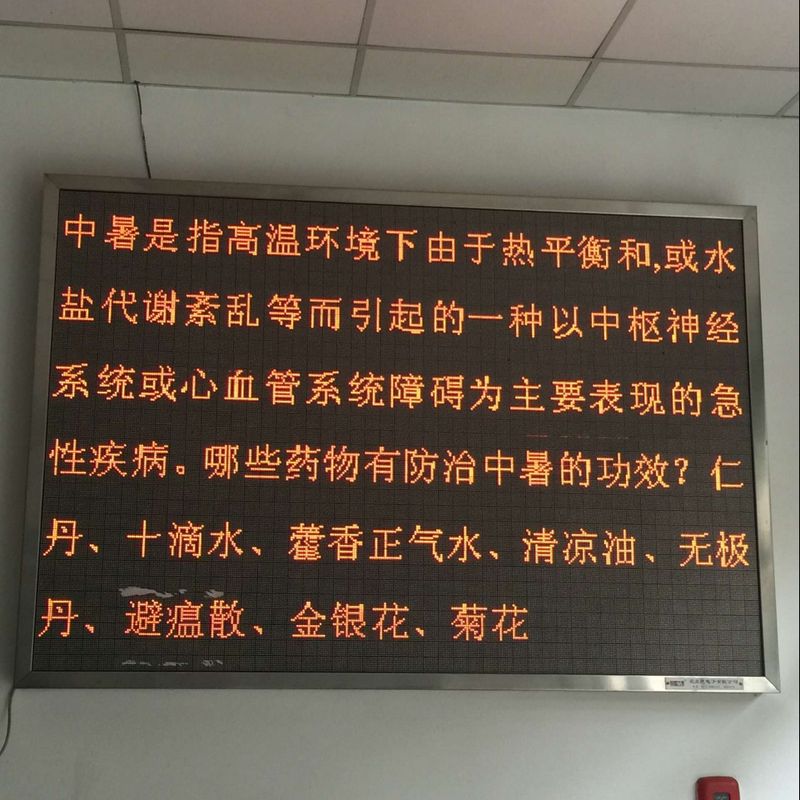 中暑是指高温环境下由于热平衡和,或水
盐代谢紊乱等而引起的一种以中枢神经
系统或心血管系统障碍为主要表现的急
性疾病。哪些药物有防治中暑的功效？仁
丹、十滴水、藿香正气水、清凉油、无极
丹、避瘟散、金银花、菊花